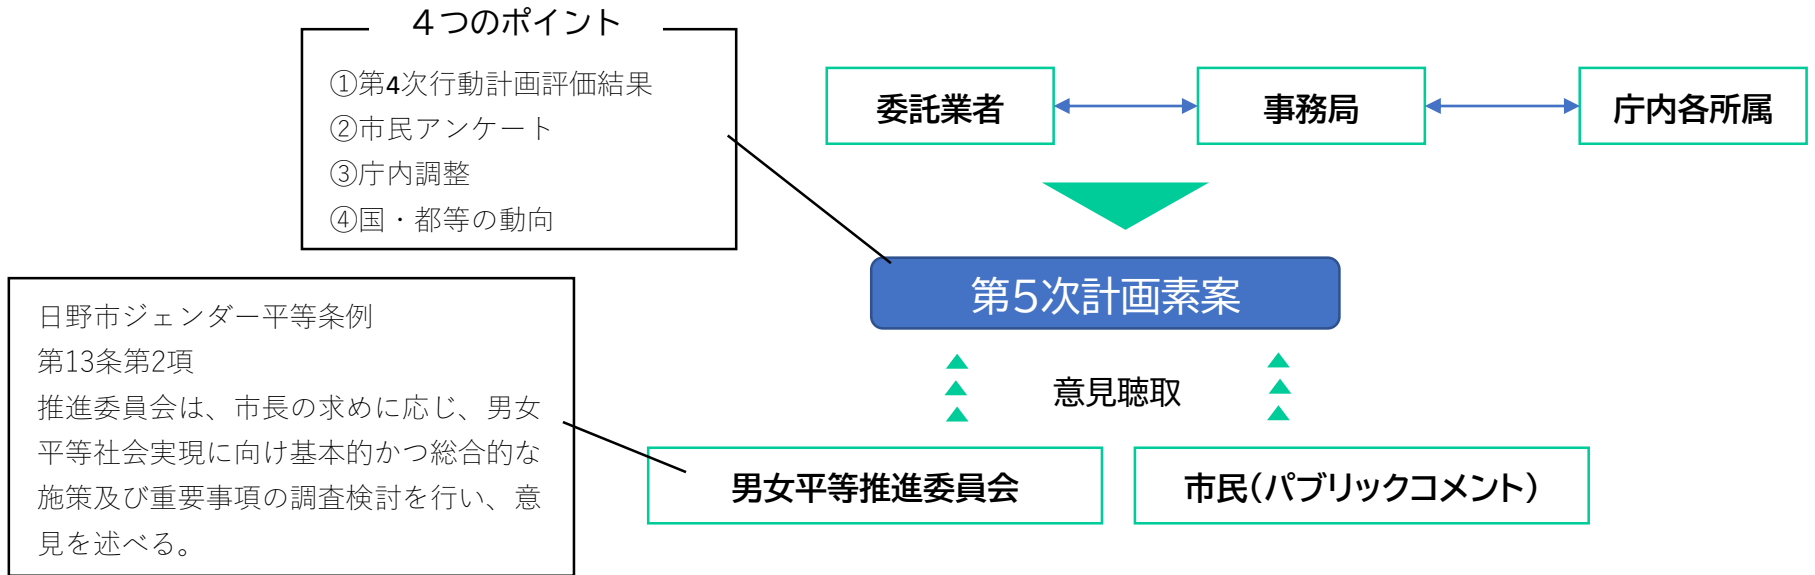 4つのポイント
①第4次行動計画評価結果
②市民アンケート
③庁内調整
④国・都等の動向
委託業者
事務局
庁内各所属
第5次計画素案
意見聴取
日野市ジェンダー平等条例
第13条第2項
推進委員会は、市長の求めに応じ、男女
平等社会実現に向け基本的かつ総合的な
施策及び重要事項の調査検討を行い、意
見を述べる。
男女平等推進委員会
市民(パブリックコメント)